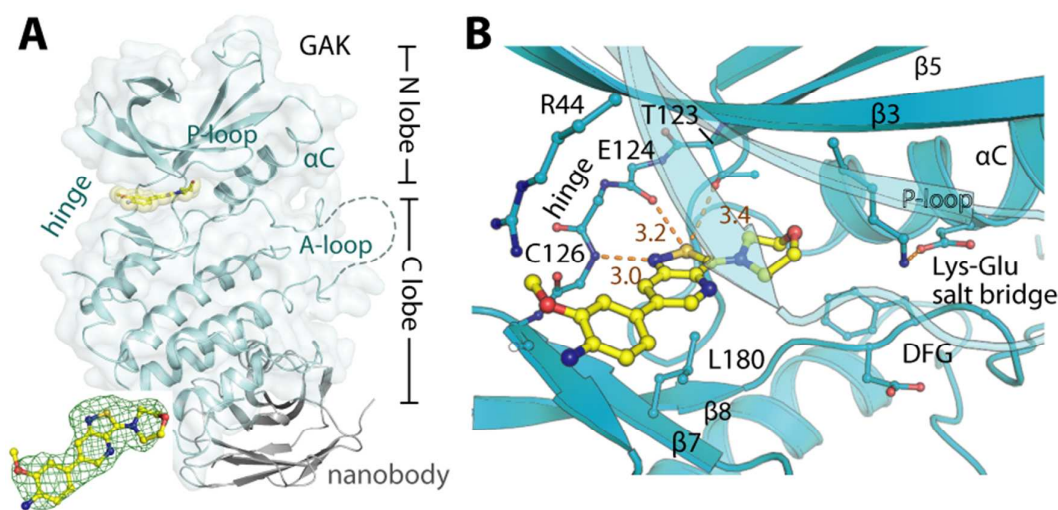 A
GAK
P-loop
αC
hinge
A-loop
N lobe
C lobe
nanobody
B
β5
R44
T123
β3
E124
αC
hinge
P-loop
3.4
3.2
C126
3.0
Lys-Glu
salt bridge
L180
DFG
β8
β7